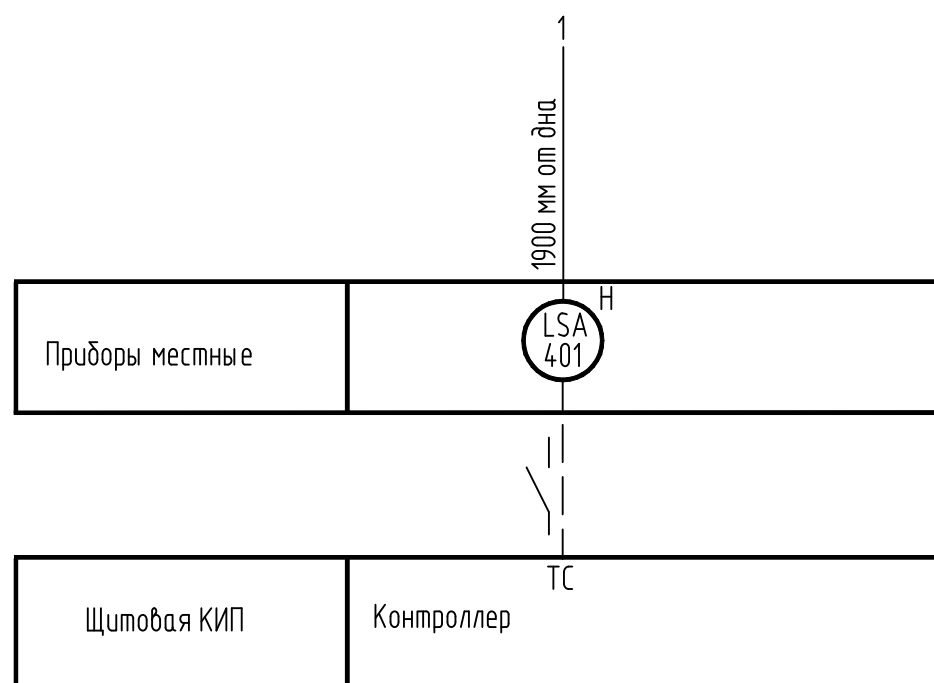 1
1900 мм от дна
H
LSA
401
Приборы местные
TC
Щитовая КИП
Контроллер